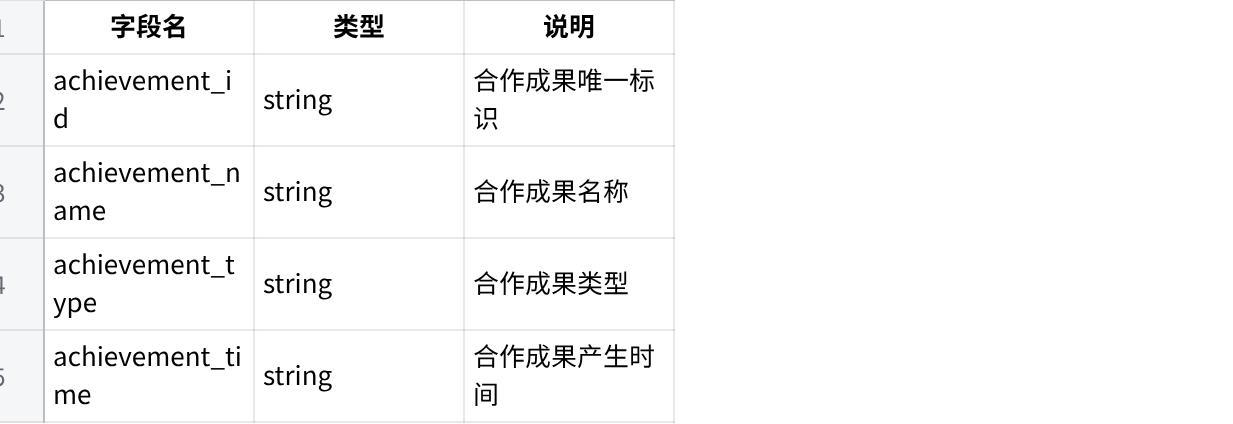 1 字段名 类型 说明
achievement_i
2 d string 合作成果唯一标
识
achievement_n
3 ame string 合作成果名称
achievement_t
4 ype string 合作成果类型
achievement_ti
5 me string 合作成果产生时
间